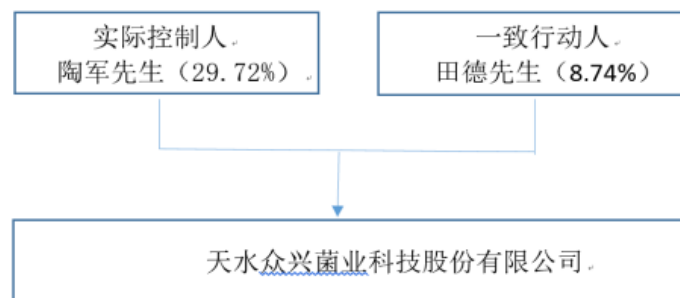 实际控制人
陶军先生（29.72%）
一致行动人
田德先生（8.74%）
天水众兴菌业科技股份有限公司